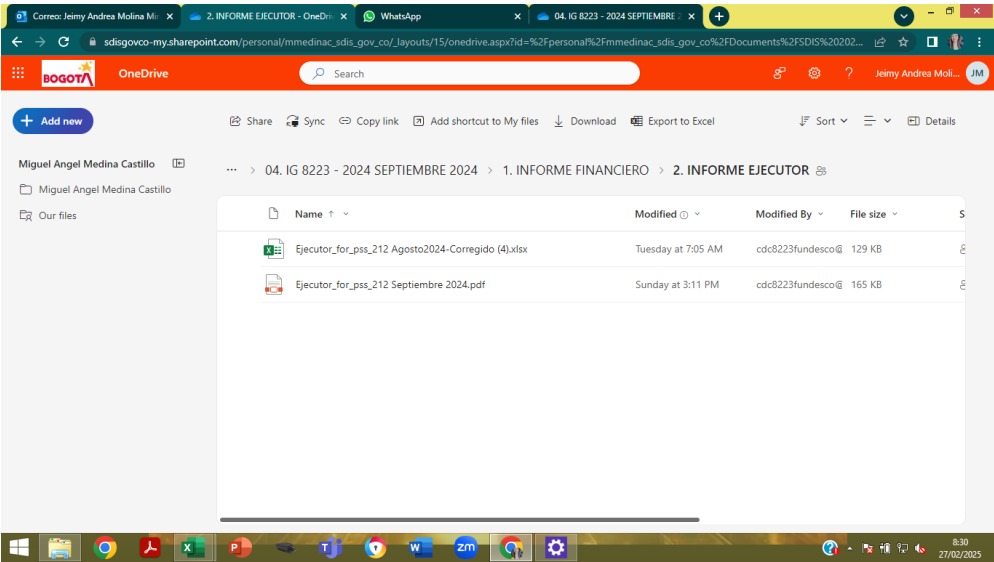 Correo: Jeimy Andrea Molina Mir
2. INFORME EJECUTOR - OneDri
WhatsApp
04. IG 8223 - 2024 SEPTIEMBRE 2
sdisgovco-my.sharepoint.com/personal/mmedinac_sdis_gov_co/_layouts/15/onedrive.aspx?id=%2Fpersonal%2Fmmedinac_sdis_gov_co%2FDocuments%2FSDIS%20202...
BOGOTÁ
OneDrive
Search
Jeimy Andrea Moli...
JM
Add new
Share
Sync
Copy link
Add shortcut to My files
Download
Export to Excel
Sort
Details
Miguel Angel Medina Castillo
Miguel Angel Medina Castillo
Our files
... > 04. IG 8223 - 2024 SEPTIEMBRE 2024 > 1. INFORME FINANCIERO > 2. INFORME EJECUTOR
Name Modified Modified By File size S
Ejecutor_for_pss_212 Agosto2024-Corregido (4).xlsx Tuesday at 7:05 AM cdc8223fundesco@ 129 KB
Ejecutor_for_pss_212 Septiembre 2024.pdf Sunday at 3:11 PM cdc8223fundesco@ 165 KB
zm
8:30
27/02/2025